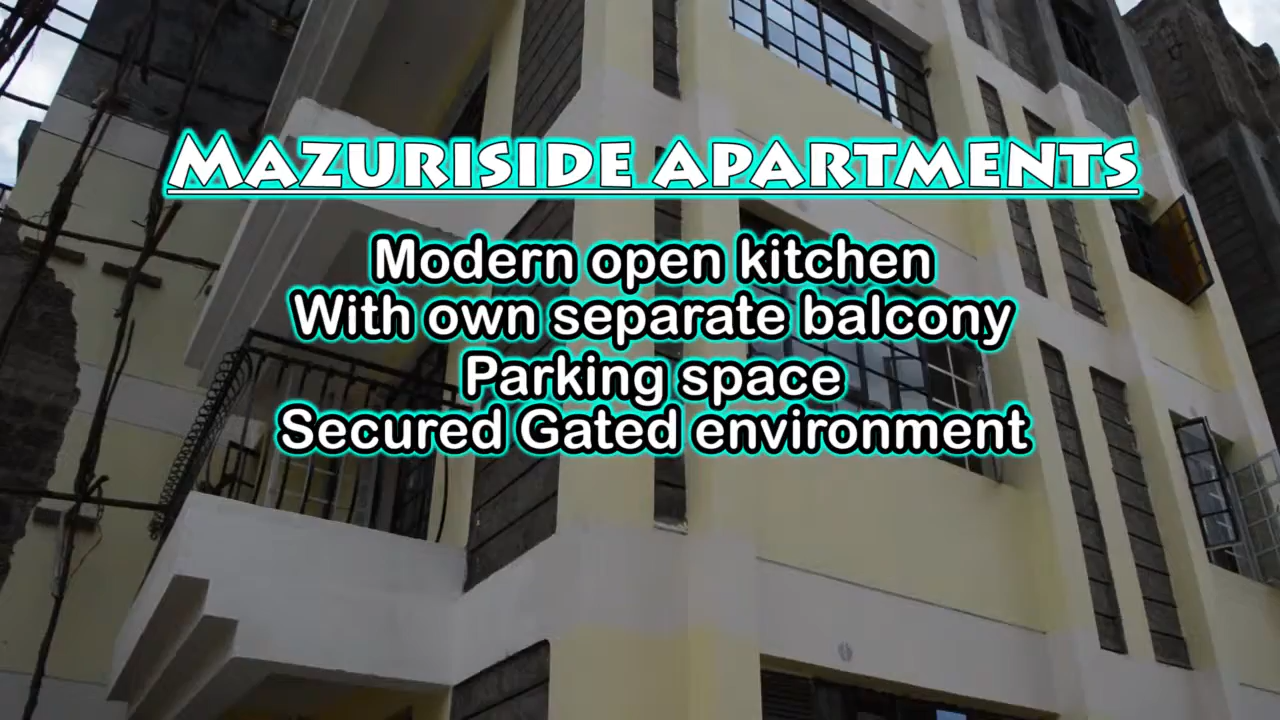 MAZURISIDE APARTMENTS
Modern open kitchen
With own separate balcony
Parking space
Secured Gated environment